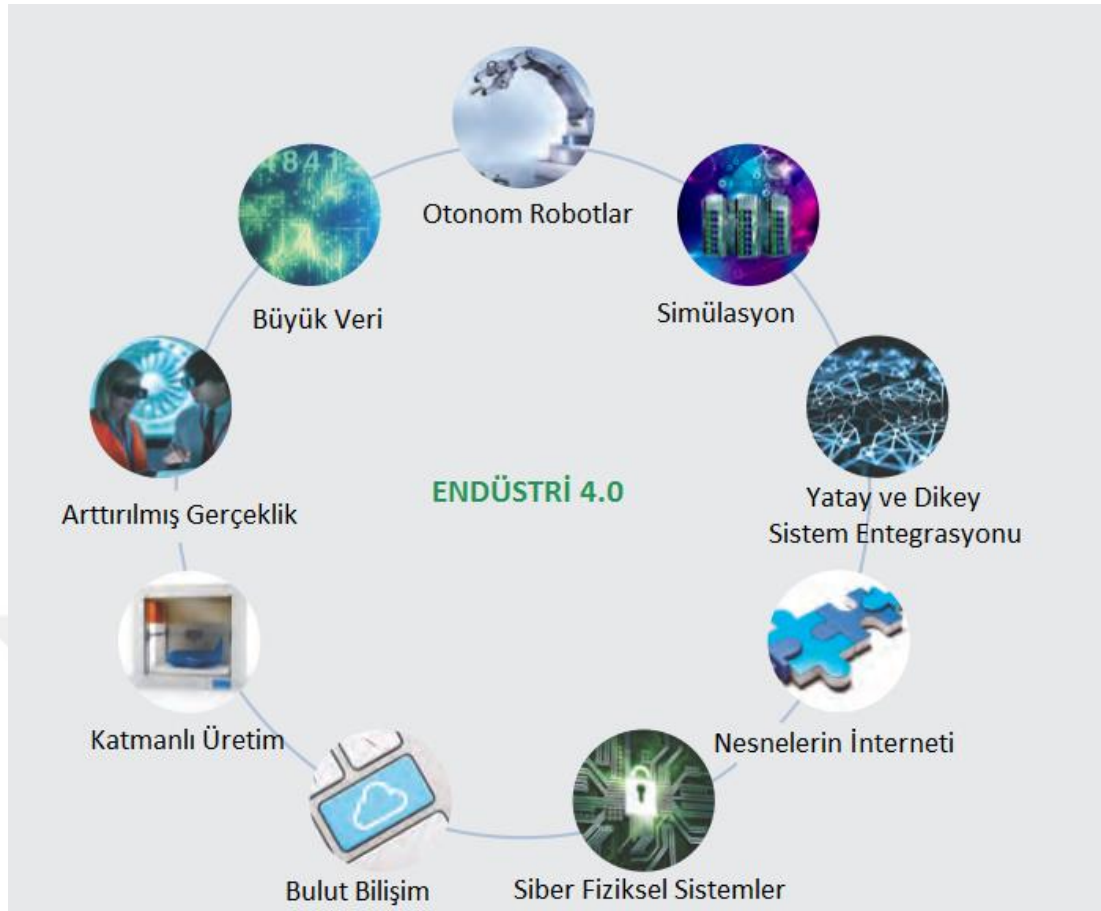 Otonom Robotlar
Simülasyon
Yatay ve Dikey
Sistem Entegrasyonu
Nesnelerin İnterneti
Siber Fiziksel Sistemler
Bulut Bilişim
Katmanlı Üretim
Arttırılmış Gerçeklik
Büyük Veri
ENDÜSTRİ 4.0